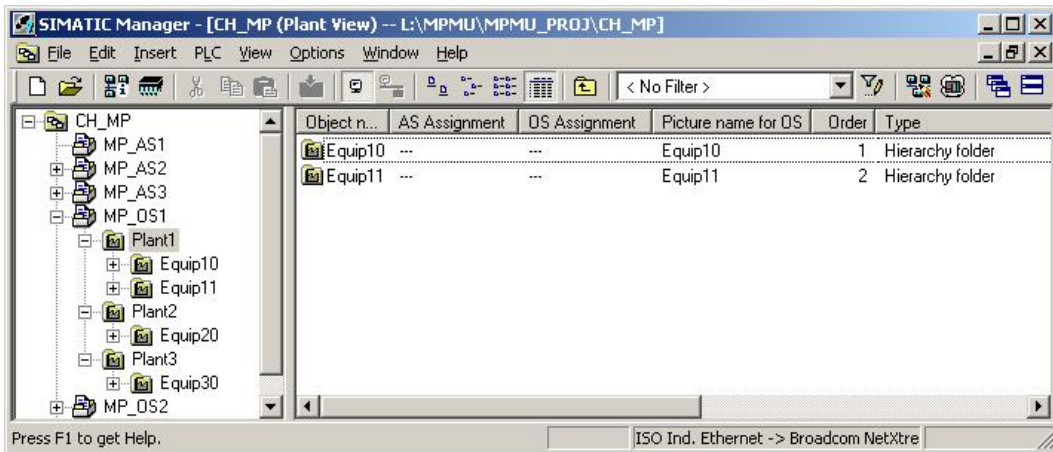 SIMATIC Manager - [CH_MP (Plant View) -- L:\MPMU\MPMU_PROJ\CH_MP]
File Edit Insert PLC View Options Window Help
< No Filter >
CH_MP
MP_AS1
MP_AS2
MP_AS3
MP_OS1
Plant1
Equip10
Equip11
Plant2
Equip20
Plant3
Equip30
MP_OS2
Object n... AS Assignment OS Assignment Picture name for OS Order Type
Equip10 --- --- Equip10 1 Hierarchy folder
Equip11 --- --- Equip11 2 Hierarchy folder
Press F1 to get Help. ISO Ind. Ethernet -> Broadcom NetXtre